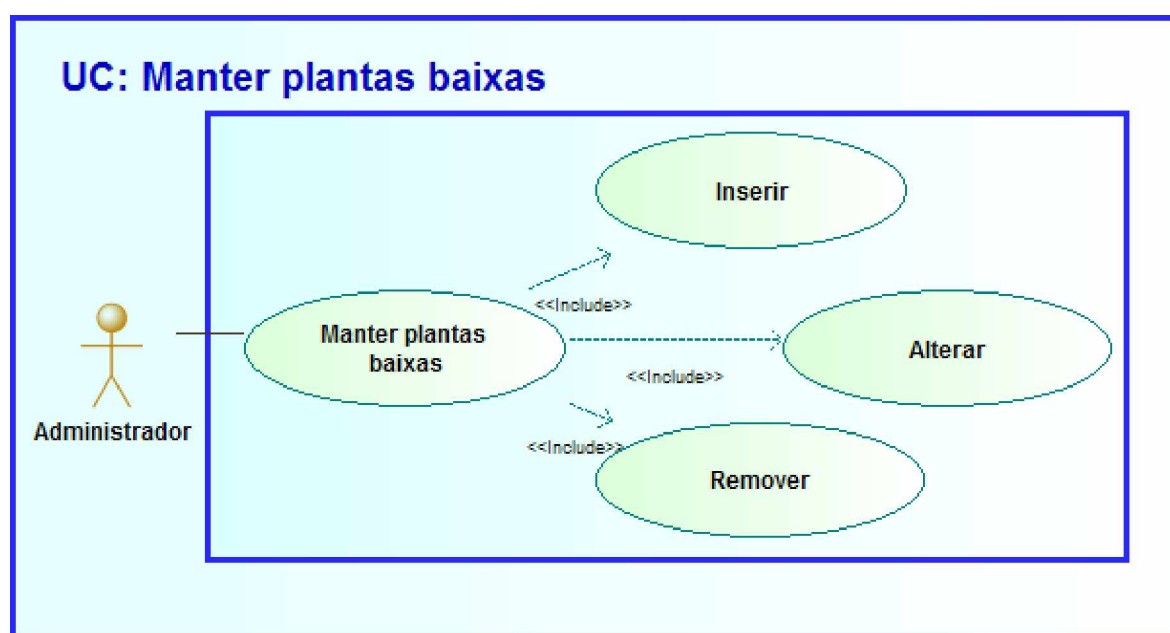 UC: Manter plantas baixas
Inserir
<<Include>>
Manter plantas
baixas
Alterar
<<Include>>
Administrador
<<Include>>
Remover